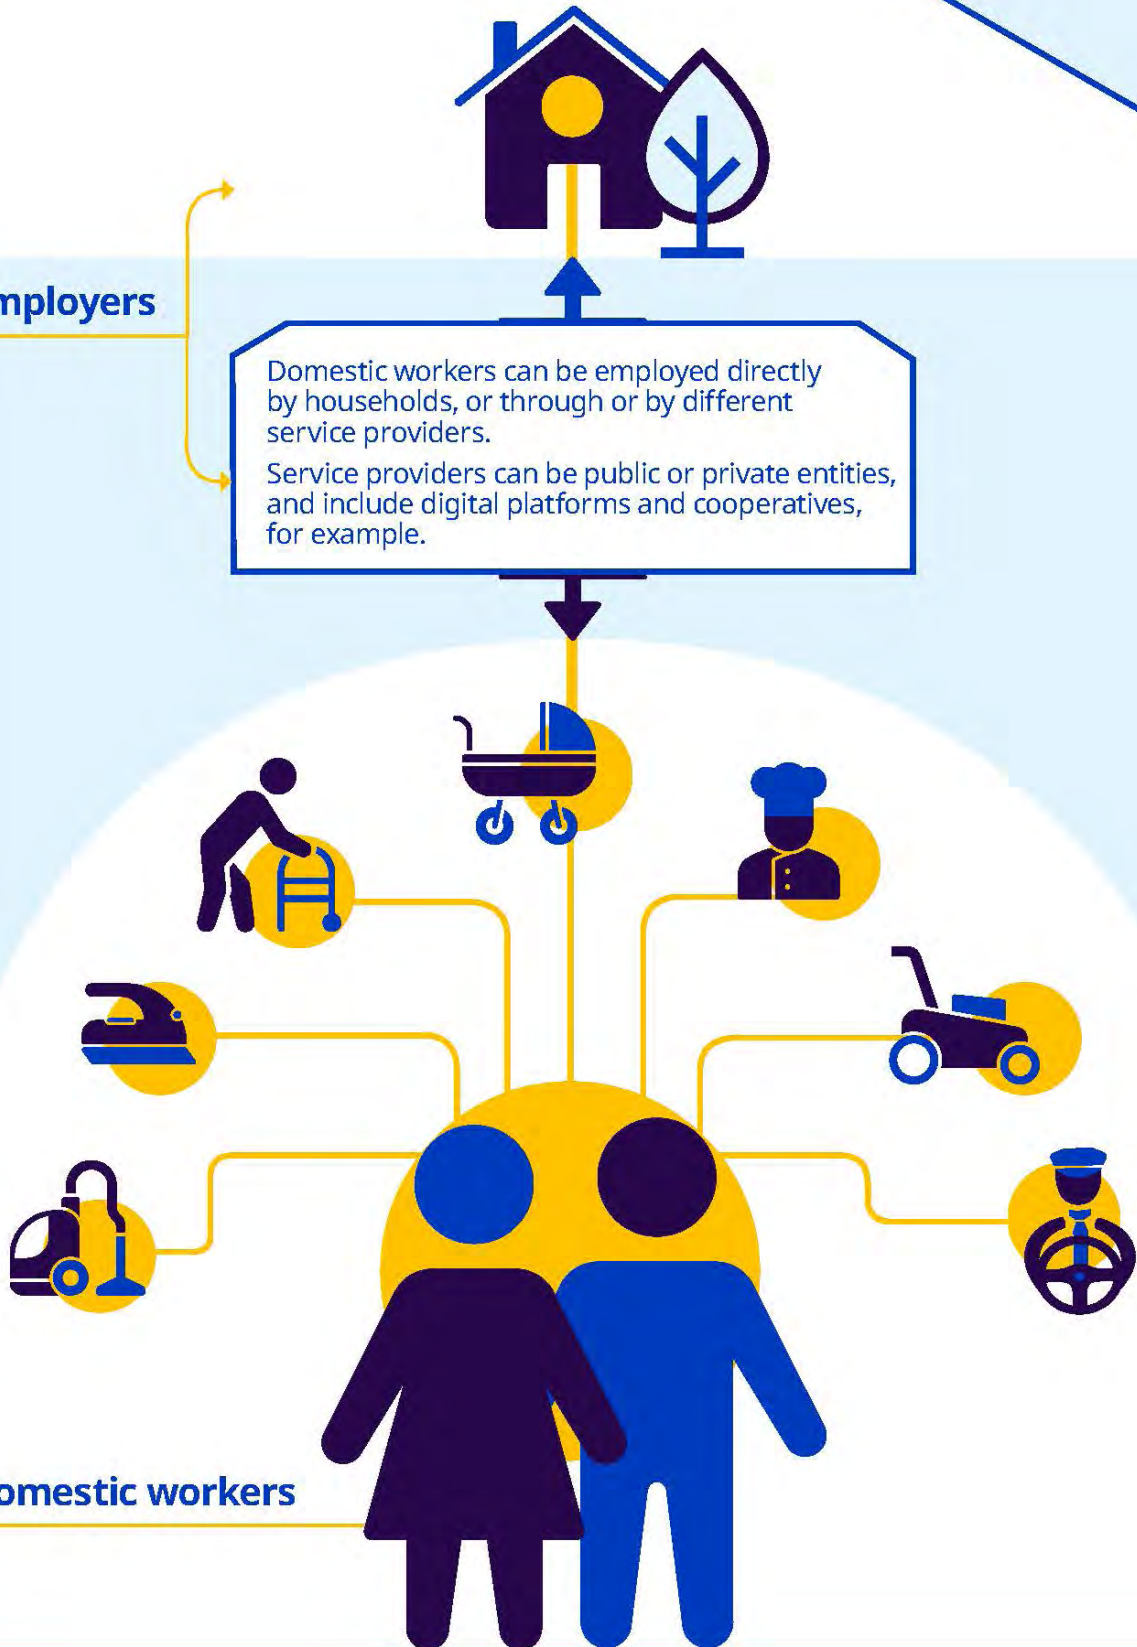 mployers
Domestic workers can be employed directly
by households, or through or by different
service providers.
Service providers can be public or private entities,
and include digital platforms and cooperatives,
for example.
omestic workers